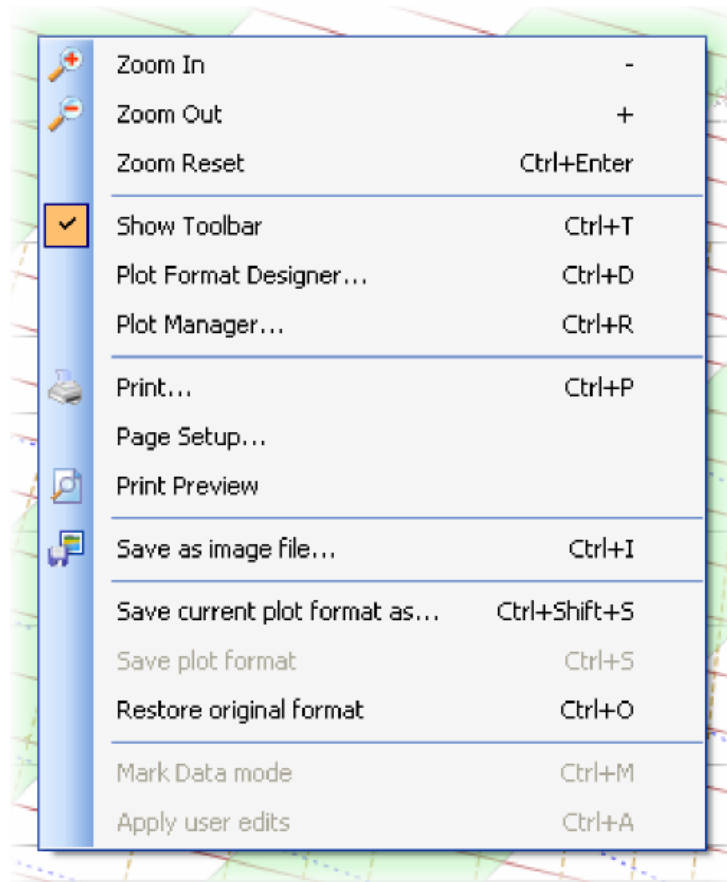 Zoom In -
Zoom Out +
Zoom Reset Ctrl+Enter
Show Toolbar Ctrl+T
Plot Format Designer... Ctrl+D
Plot Manager... Ctrl+R
Print... Ctrl+P
Page Setup...
Print Preview
Save as image file... Ctrl+I
Save current plot format as... Ctrl+Shift+S
Save plot format Ctrl+S
Restore original format Ctrl+O
Mark Data mode Ctrl+M
Apply user edits Ctrl+A